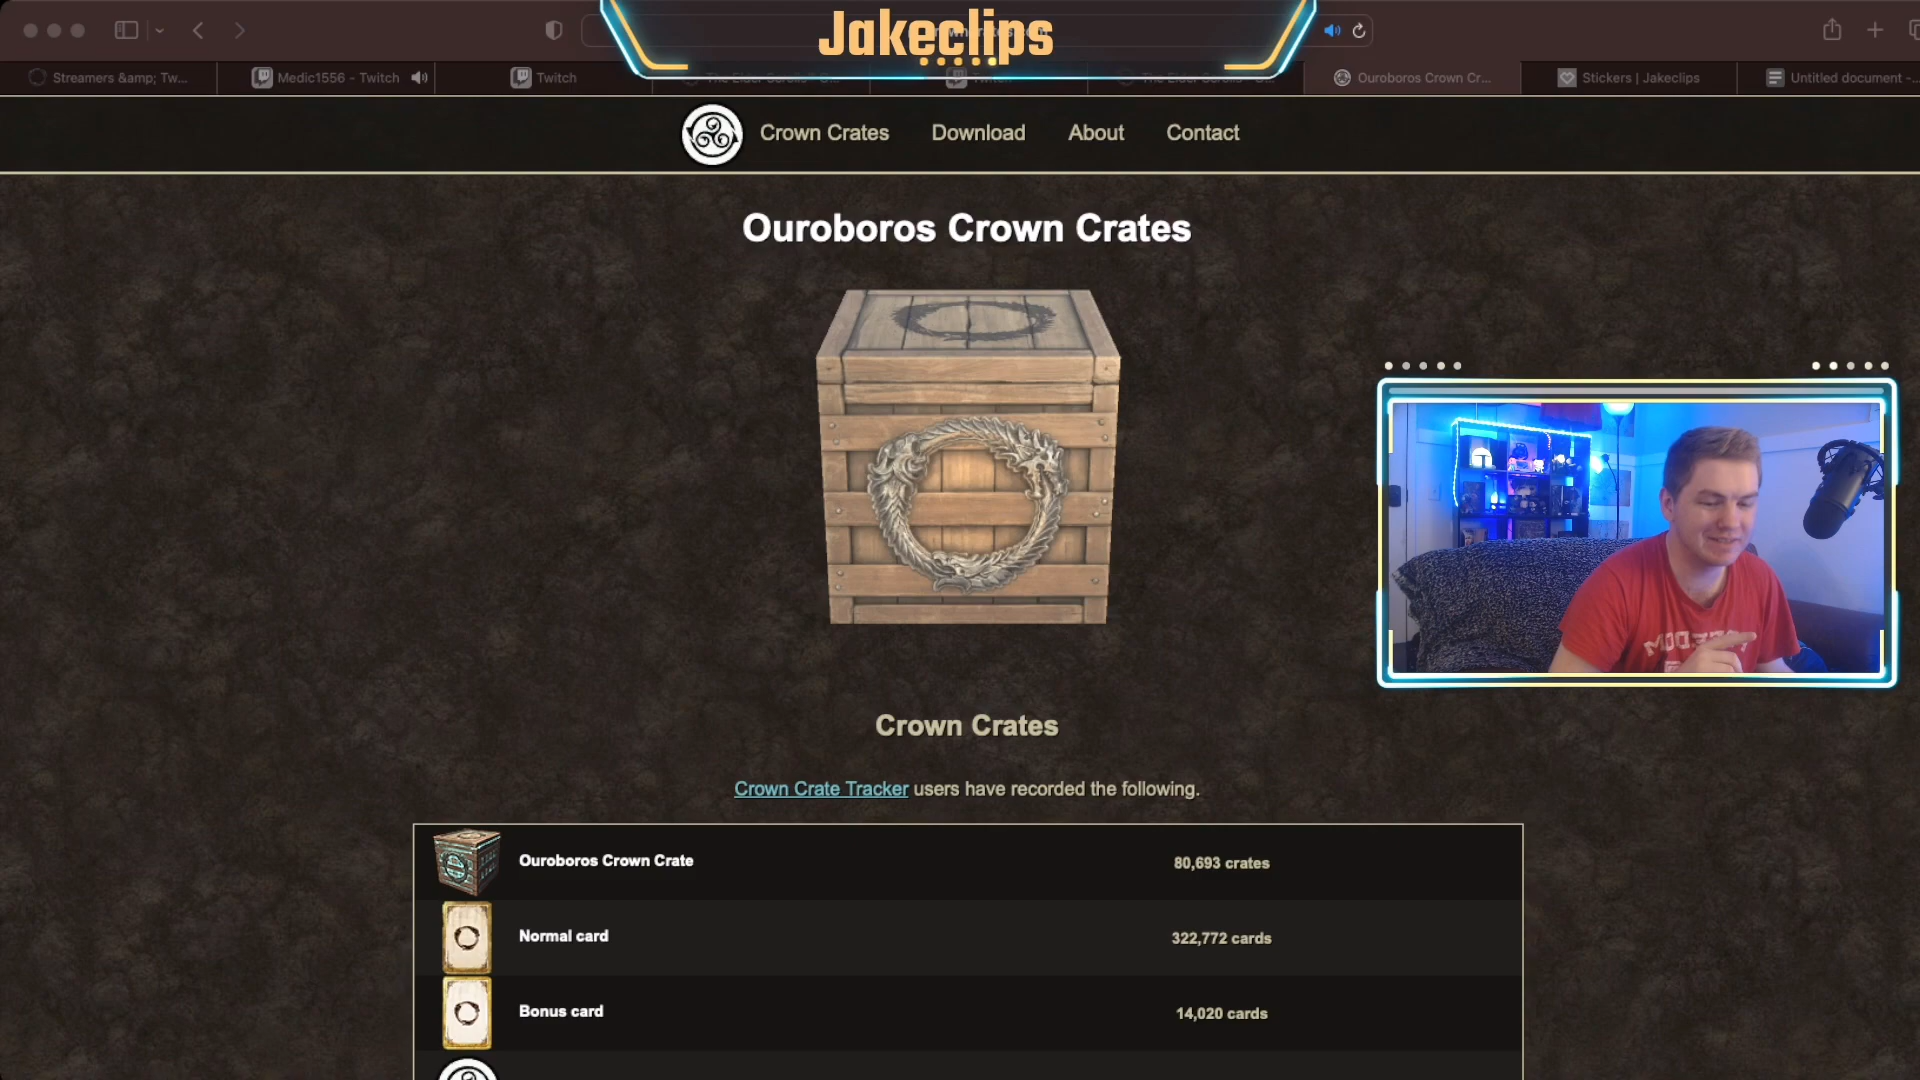 Jakeclips
Streamers &amp; Tw...
Medic1556 - Twitch
Twitch
Twitch
Ouroboros Crown Cr...
Stickers | Jakeclips
Untitled document -...
Crown Crates
Download
About
Contact
Ouroboros Crown Crates
Crown Crates
Crown Crate Tracker users have recorded the following.
Ouroboros Crown Crate
80,693 crates
Normal card
322,772 cards
Bonus card
14,020 cards